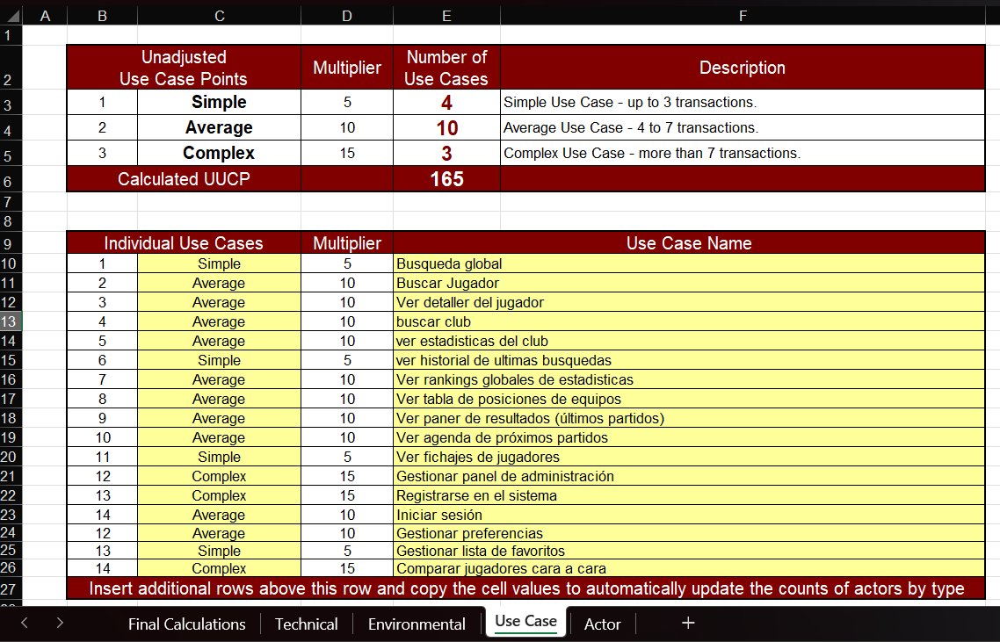 A B C D E F
1
2 Unadjusted Use Case Points Multiplier Number of Use Cases Description
3 1 Simple 5 4 Simple Use Case - up to 3 transactions.
4 2 Average 10 10 Average Use Case - 4 to 7 transactions.
5 3 Complex 15 3 Complex Use Case - more than 7 transactions.
6 Calculated UUCP 165
7
8
9 Individual Use Cases Multiplier Use Case Name
10 1 Simple 5 Busqueda global
11 2 Average 10 Buscar Jugador
12 3 Average 10 Ver detaller del jugador
13 4 Average 10 buscar club
14 5 Average 10 ver estadisticas del club
15 6 Simple 5 ver historial de ultimas busquedas
16 7 Average 10 Ver rankings globales de estadisticas
17 8 Average 10 Ver tabla de posiciones de equipos
18 9 Average 10 Ver paner de resultados (últimos partidos)
19 10 Average 10 Ver agenda de próximos partidos
20 11 Simple 5 Ver fichajes de jugadores
21 12 Complex 15 Gestionar panel de administración
22 13 Complex 15 Registrarse en el sistema
23 14 Average 10 Iniciar sesión
24 12 Average 10 Gestionar preferencias
25 13 Simple 5 Gestionar lista de favoritos
26 14 Complex 15 Comparar jugadores cara a cara
27 Insert additional rows above this row and copy the cell values to automatically update the counts of actors by type
Final Calculations Technical Environmental Use Case Actor